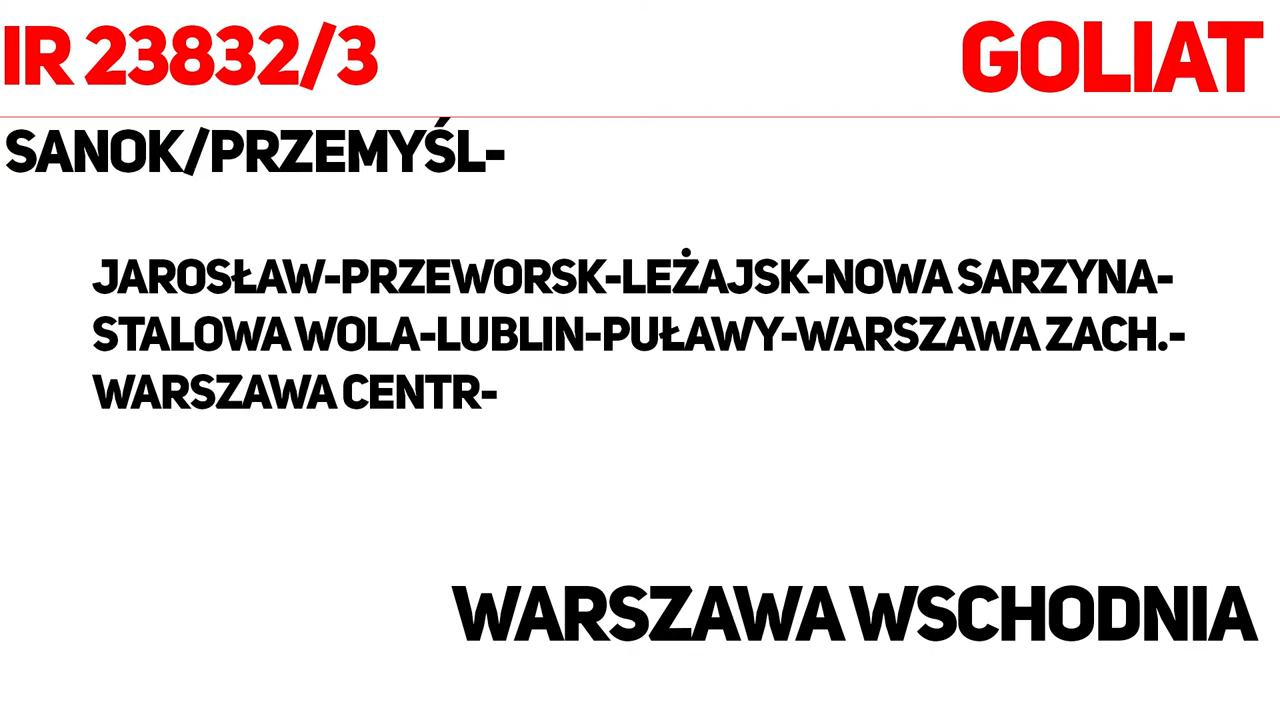 IR 23832/3
GOLIAT
SANOK/PRZEMYŚL-
JAROSŁAW-PRZEWORSK-LEŻAJSK-NOWA SARZYNA-
STALOWA WOLA-LUBLIN-PUŁAWY-WARSZAWA ZACH.-
WARSZAWA CENTR-
WARSZAWA WSCHODNIA